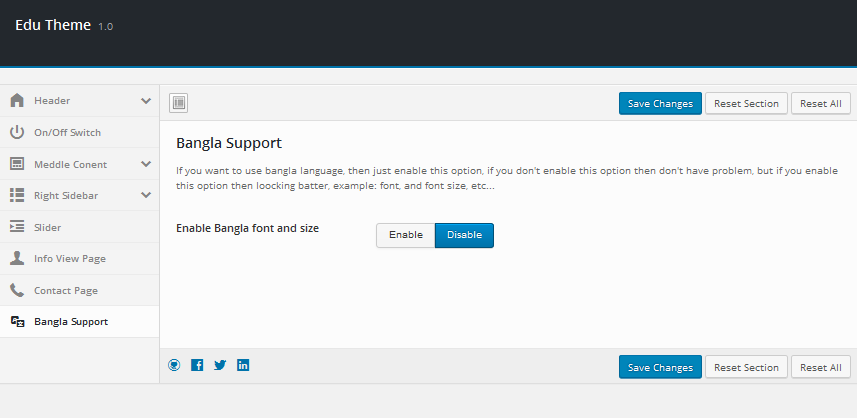 Edu Theme 1.0
Header
On/Off Switch
Meddle Conent
Right Sidebar
Slider
Info View Page
Contact Page
Bangla Support
Save Changes Reset Section Reset All
Bangla Support
If you want to use bangla language, then just enable this option, if you don't enable this option then don't have problem, but if you enable
this option then loocking batter, example: font, and font size, etc...
Enable Bangla font and size Enable Disable
Save Changes Reset Section Reset All